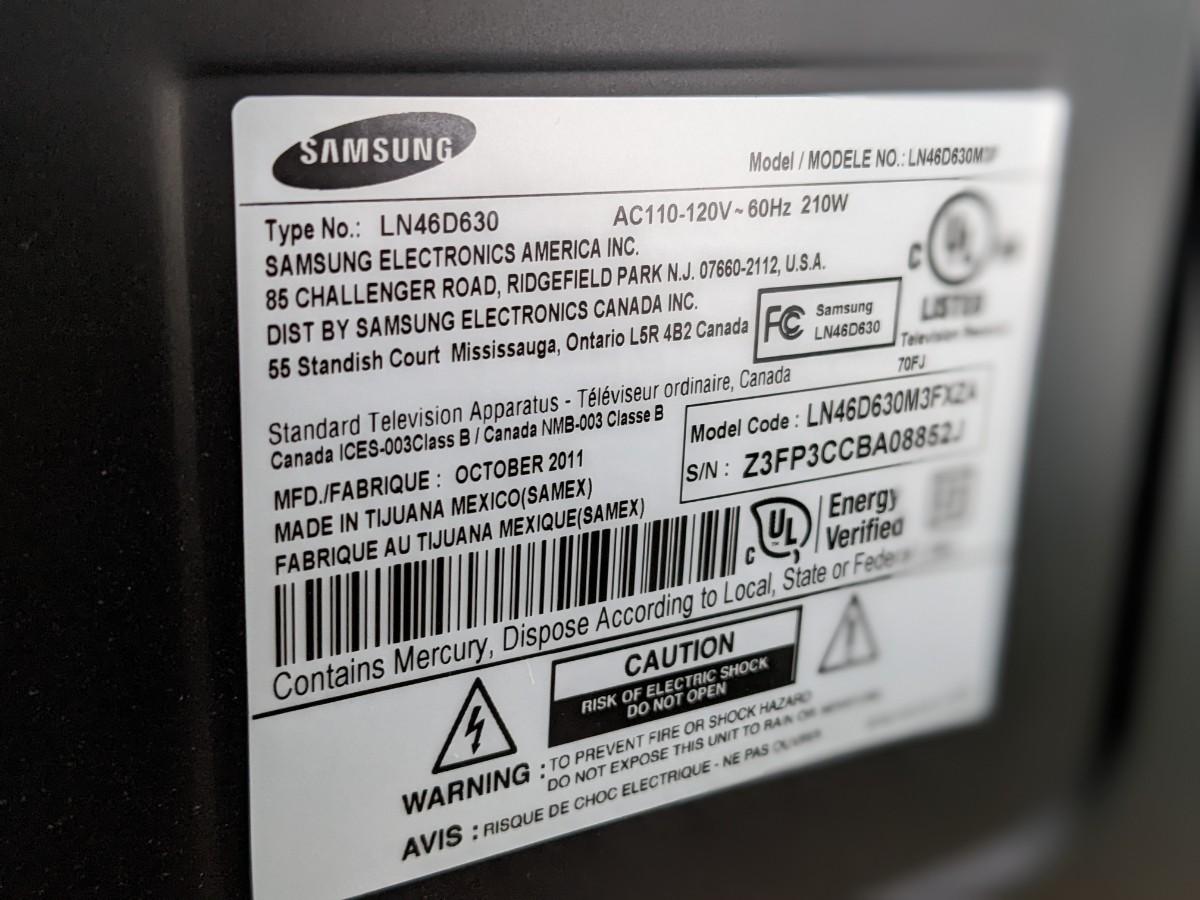 SAMSUNG
Model / MODELE NO.: LN46D630M3F
Type No.: LN46D630 AC110-120V~ 60Hz 210W
SAMSUNG ELECTRONICS AMERICA INC.
85 CHALLENGER ROAD, RIDGEFIELD PARK N.J. 07660-2112, U.S.A.
DIST BY SAMSUNG ELECTRONICS CANADA INC.
55 Standish Court Mississauga, Ontario L5R 4B2 Canada
FC Samsung
LN46D630
C UL
LISTED
Television
70FJ
Standard Television Apparatus - Téléviseur ordinaire, Canada
Canada ICES-003Class B / Canada NMB-003 Classe B
Model Code : LN46D630M3FXZA
S/N : Z3FP3CCBA08852J
MFD./FABRIQUE : OCTOBER 2011
MADE IN TIJUANA MEXICO(SAMEX)
FABRIQUE AU TIJUANA MEXIQUE(SAMEX)
c UL TM Energy
Verified
Contains Mercury, Dispose According to Local, State or
CAUTION
RISK OF ELECTRIC SHOCK
DO NOT OPEN
WARNING : TO PREVENT FIRE OR SHOCK HAZARD
DO NOT EXPOSE THIS UNIT TO RAIN OR
AVIS : RISQUE DE CHOC ELECTRIQUE - NE PAS